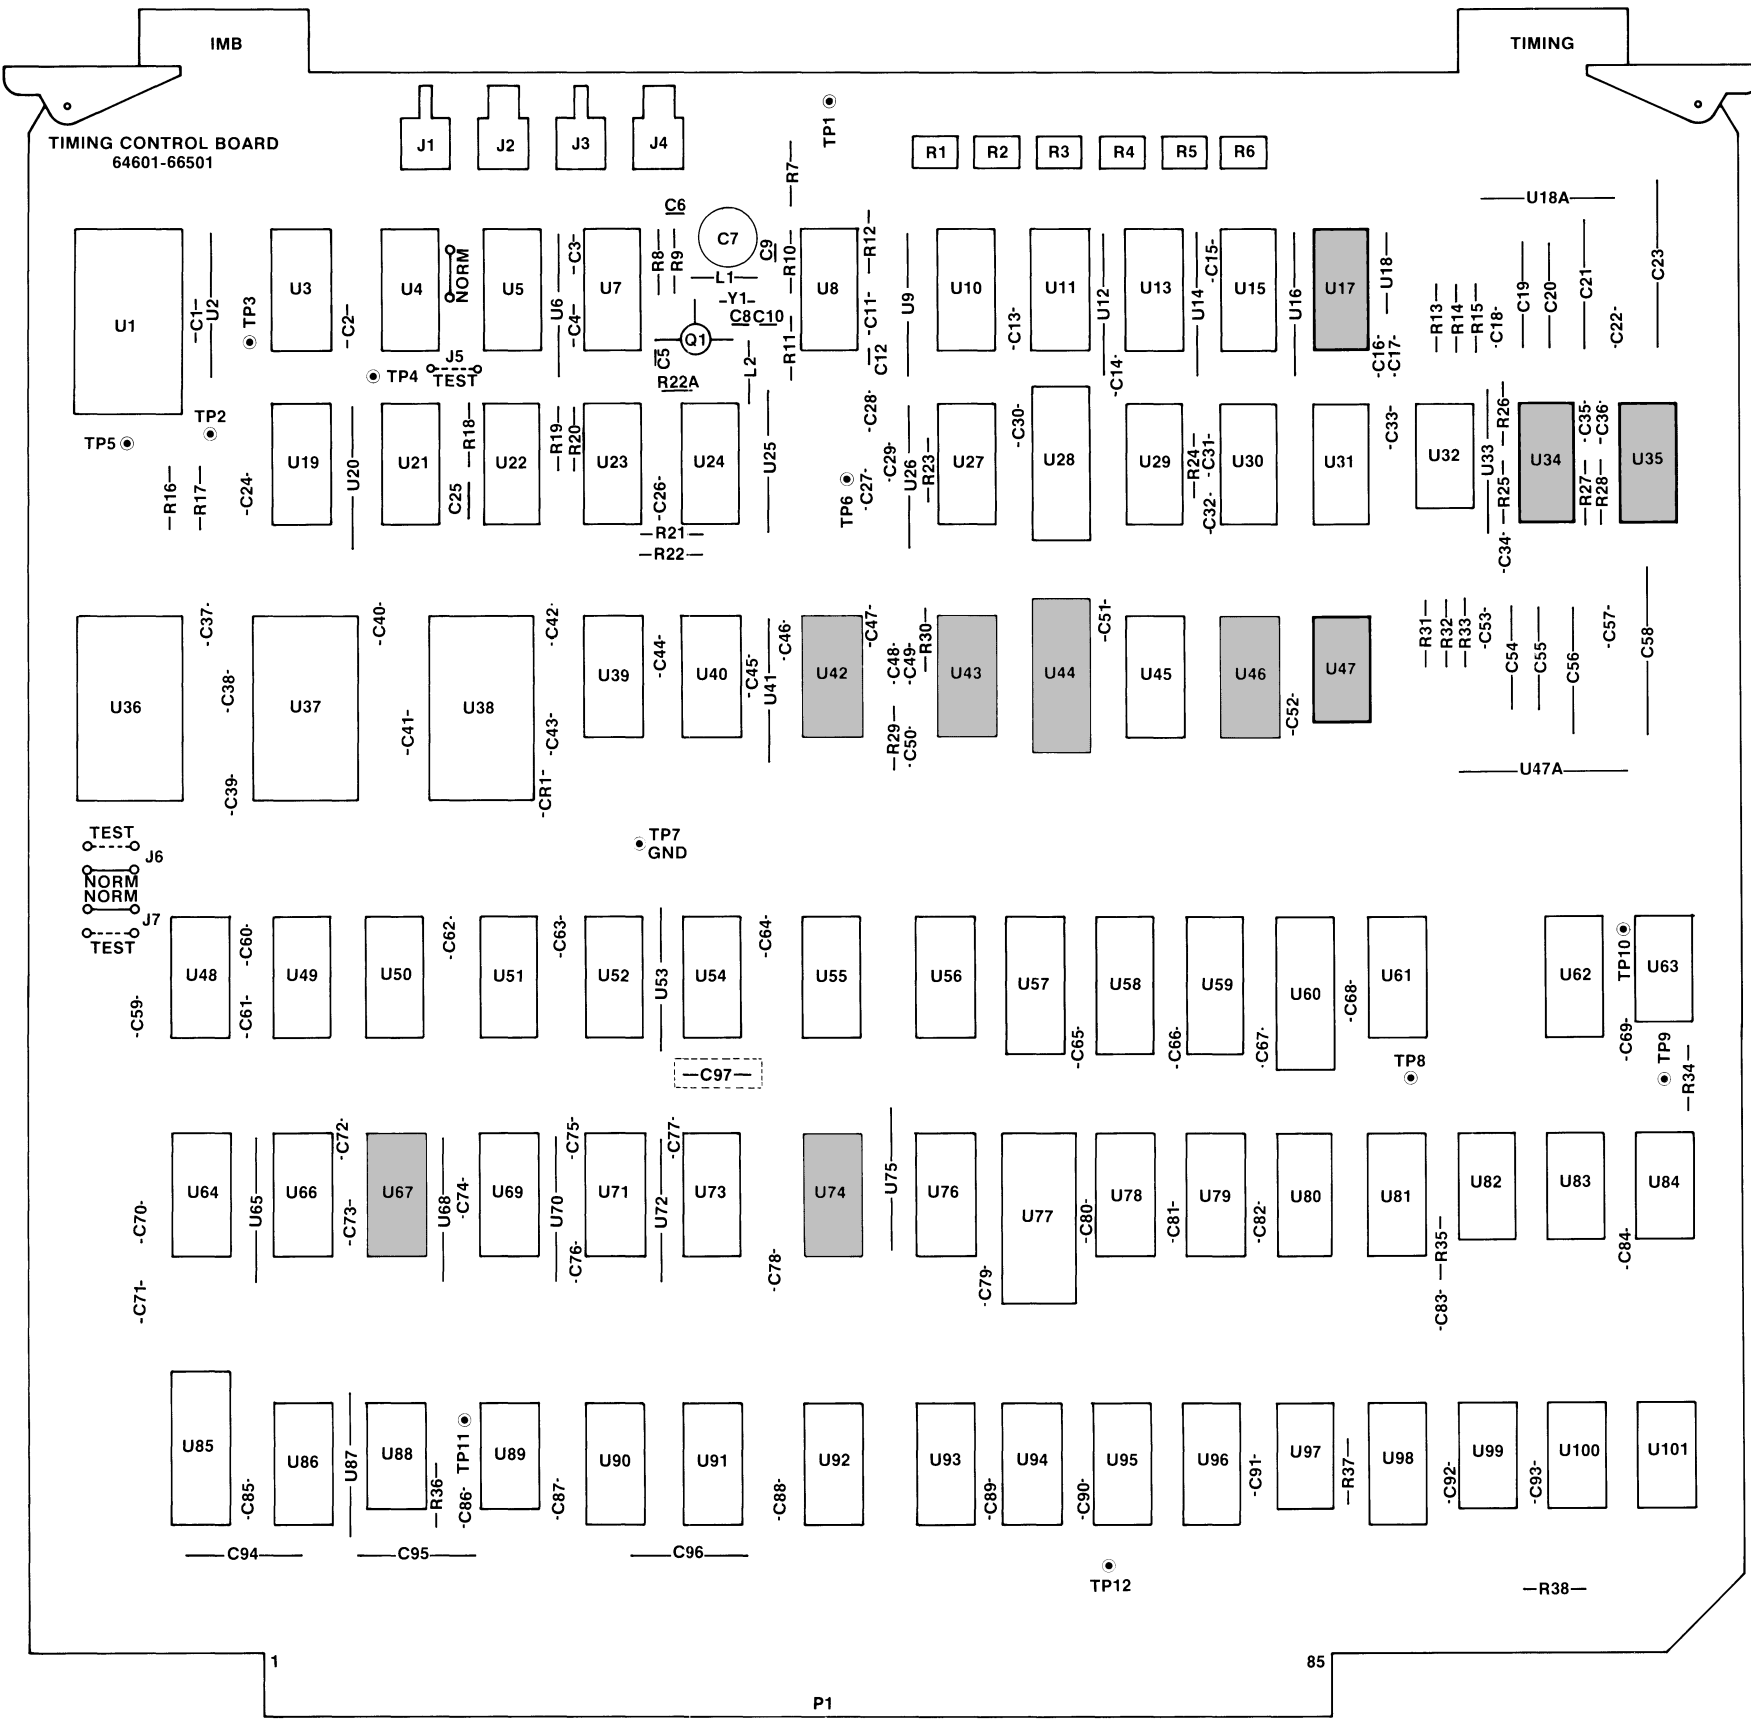 IMB
TIMING
TIMING CONTROL BOARD
64601-66501
J1 J2 J3 J4 TP1 R1 R2 R3 R4 R5 R6
R7
U18A
C6
U1 C1 U2 TP3 U3 C2 U4 NORM U5 U6 C3 C4 U7 R8 R9 C7 C9 R10 U8 R12 C11 U9 U10 C13 U11 U12 U13 U14 C15 U15 U16 U17 U18 R13 R14 R15 C18 C19 C20 C21 C22 C23
L1
Y1
C8 C10
Q1
C5 L2 R11 C12 C14 C16 C17
R22A
J5
TP4 TEST
TP2
TP5
R16 R17 C24 U19 U20 U21 R18 C25 U22 R19 R20 U23 C26 U24 U25 TP6 C28 C27 C29 U26 R23 U27 C30 U28 U29 R24 C31 C32 U30 U31 C33 U32 U33 R26 R25 C34 U34 C35 C36 R27 R28 U35
R21
R22
U36 C37 C38 C39 U37 C40 C41 U38 C42 C43 CR1 U39 C44 U40 C45 U41 C46 U42 C47 C48 C49 R30 R29 C50 U43 U44 C51 U45 U46 C52 U47 R31 R32 R33 C53 C54 C55 C56 C57 C58
U47A
TEST
J6
NORM
NORM
J7
TEST
TP7
GND
C59 U48 C60 C61 U49 U50 C62 U51 C63 U52 U53 U54 C64 U55 U56 U57 C65 U58 C66 U59 C67 U60 C68 U61 U62 TP10 C69 U63
C97
TP8
TP9
R34
C70 C71 U64 U65 U66 C72 C73 U67 U68 C74 U69 U70 C75 C76 U71 U72 C77 U73 C78 U74 U75 U76 C79 U77 C80 U78 C81 U79 C82 U80 U81 R35 C83 U82 U83 C84 U84
U85 C85 U86 U87 U88 R36 TP11 C86 U89 C87 U90 U91 C88 U92 U93 C89 U94 C90 U95 U96 C91 U97 R37 U98 C92 U99 C93 U100 U101
C94 C95 C96
TP12
R38
1 85
P1